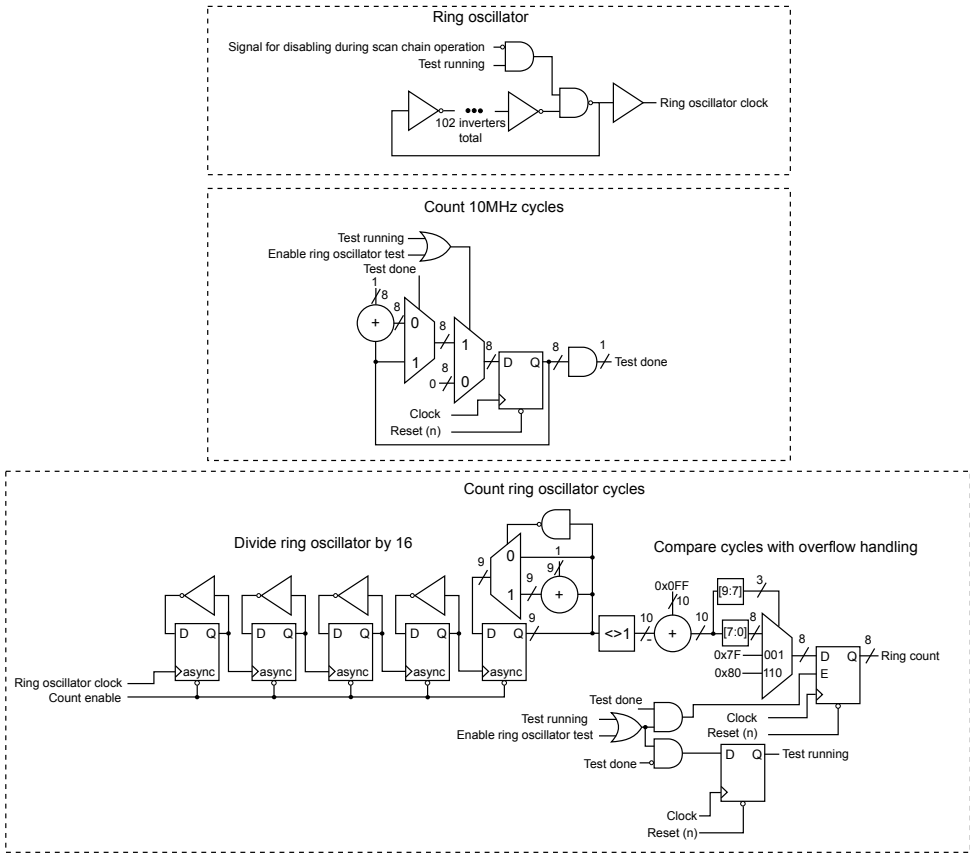 Ring oscillator
Signal for disabling during scan chain operation
Test running
102 inverters
total
Ring oscillator clock
Count 10MHz cycles
Test running
Enable ring oscillator test
Test done
1
8
+
8
0
1
8
1
0
8
0
8
D Q
8
1
Test done
Clock
Reset (n)
Count ring oscillator cycles
Divide ring oscillator by 16
Compare cycles with overflow handling
9
0
1
1
9
9
+
D Q
async
D Q
async
D Q
async
D Q
async
D Q
9
Ring oscillator clock
Count enable
<>1
10
-
0x0FF
10
+
10
[9:7]
3
[7:0]
8
0x7F
001
0x80
110
8
D Q
E
8
Ring count
Clock
Reset (n)
Test done
Test running
Enable ring oscillator test
Test done
D Q
Test running
Clock
Reset (n)